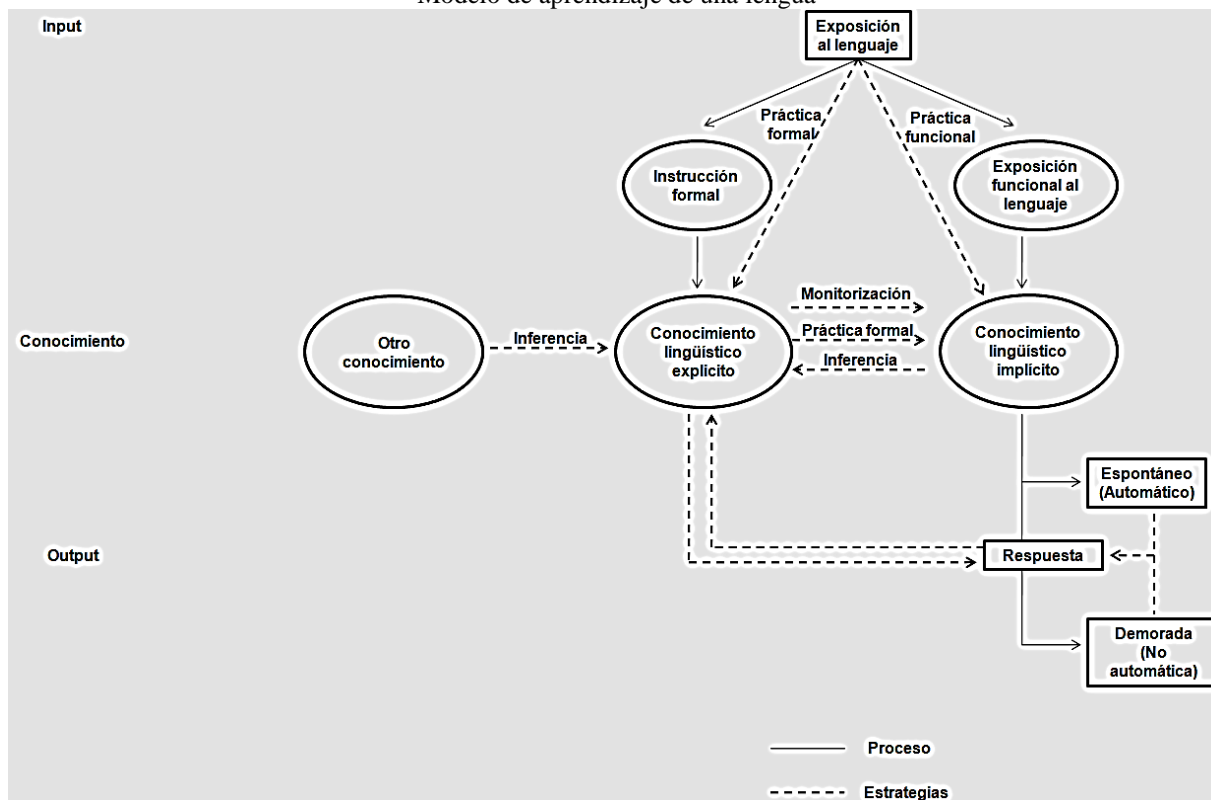 Modelo de aprendizaje de una lengua
Input
Exposición
al lenguaje
Práctica
formal
Práctica
funcional
Instrucción
formal
Exposición
funcional al
lenguaje
Conocimiento
Otro
conocimiento
Inferencia
Conocimiento
lingüístico
explícito
Monitorización
Práctica formal
Inferencia
Conocimiento
lingüístico
implícito
Espontáneo
(Automático)
Output
Respuesta
Demorada
(No
automática)
Proceso
Estrategias